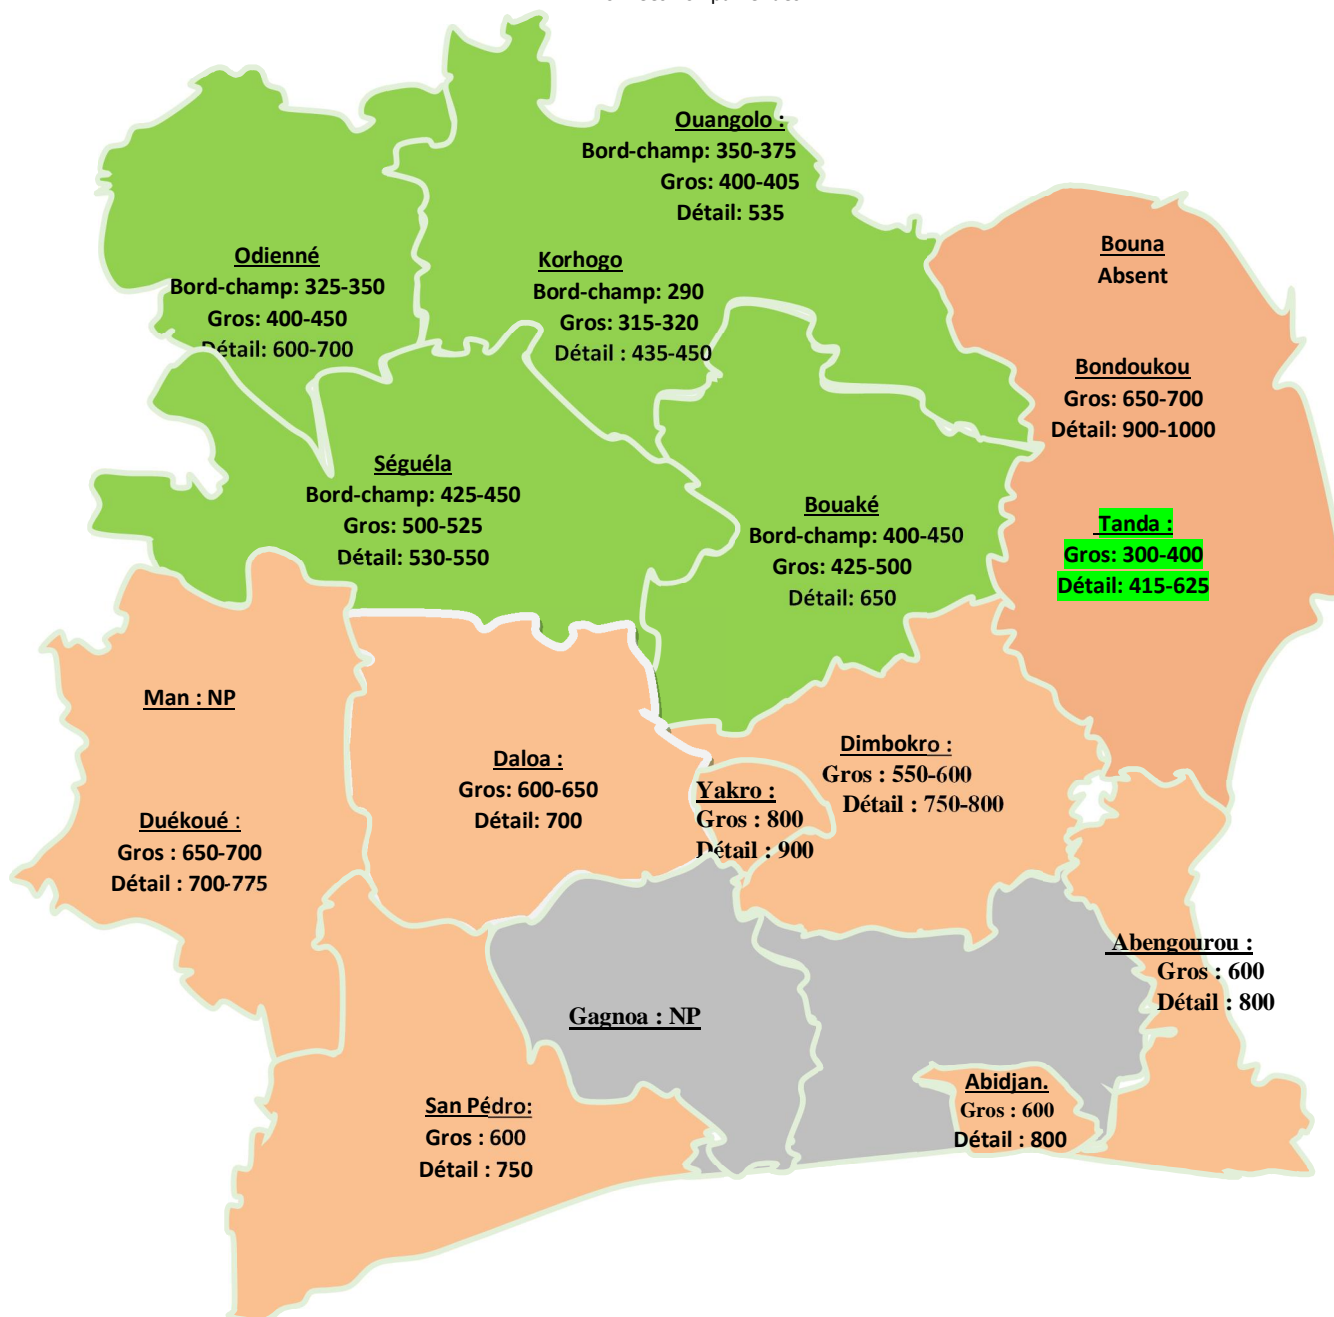 Ouangolo :
Bord-champ: 350-375
Gros: 400-405
Détail: 535
Odienné
Bord-champ: 325-350
Gros: 400-450
Détail: 600-700
Korhogo
Bord-champ: 290
Gros: 315-320
Détail : 435-450
Bouna
Absent
Bondoukou
Gros: 650-700
Détail: 900-1000
Séguéla
Bord-champ: 425-450
Gros: 500-525
Détail: 530-550
Bouaké
Bord-champ: 400-450
Gros: 425-500
Détail: 650
Tanda :
Gros: 300-400
Détail: 415-625
Man : NP
Duékoué :
Gros : 650-700
Détail : 700-775
Daloa :
Gros: 600-650
Détail: 700
Yakro :
Gros : 800
Détail : 900
Dimbokro :
Gros : 550-600
Détail : 750-800
Abengourou :
Gros : 600
Détail : 800
Gagnoa : NP
San Pédro:
Gros : 600
Détail : 750
Abidjan.
Gros : 600
Détail : 800